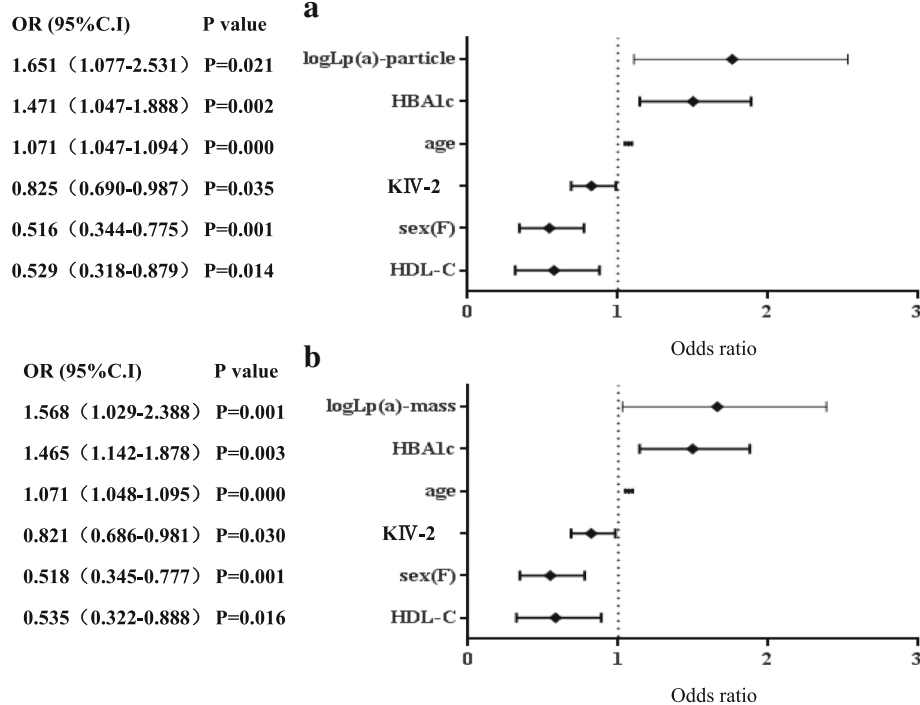 a
OR (95%C.I) P value
1.651（1.077-2.531）P=0.021 logLp(a)-particle
1.471（1.047-1.888）P=0.002 HBA1c
1.071（1.047-1.094）P=0.000 age
0.825（0.690-0.987）P=0.035 KⅣ-2
0.516（0.344-0.775）P=0.001 sex(F)
0.529（0.318-0.879）P=0.014 HDL-C
0 1 2 3
Odds ratio
b
OR (95%C.I) P value
1.568（1.029-2.388）P=0.001 logLp(a)-mass
1.465（1.142-1.878）P=0.003 HBA1c
1.071（1.048-1.095）P=0.000 age
0.821（0.686-0.981）P=0.030 KⅣ-2
0.518（0.345-0.777）P=0.001 sex(F)
0.535（0.322-0.888）P=0.016 HDL-C
0 1 2 3
Odds ratio